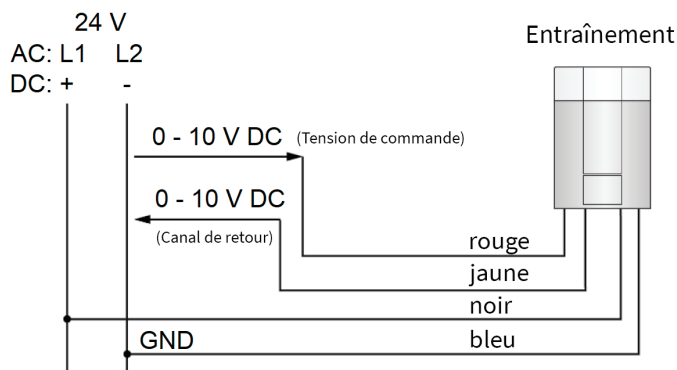 24 V
AC: L1 L2
DC: + -
Entraînement
0 - 10 V DC (Tension de commande)
0 - 10 V DC
(Canal de retour)
rouge
jaune
noir
GND bleu